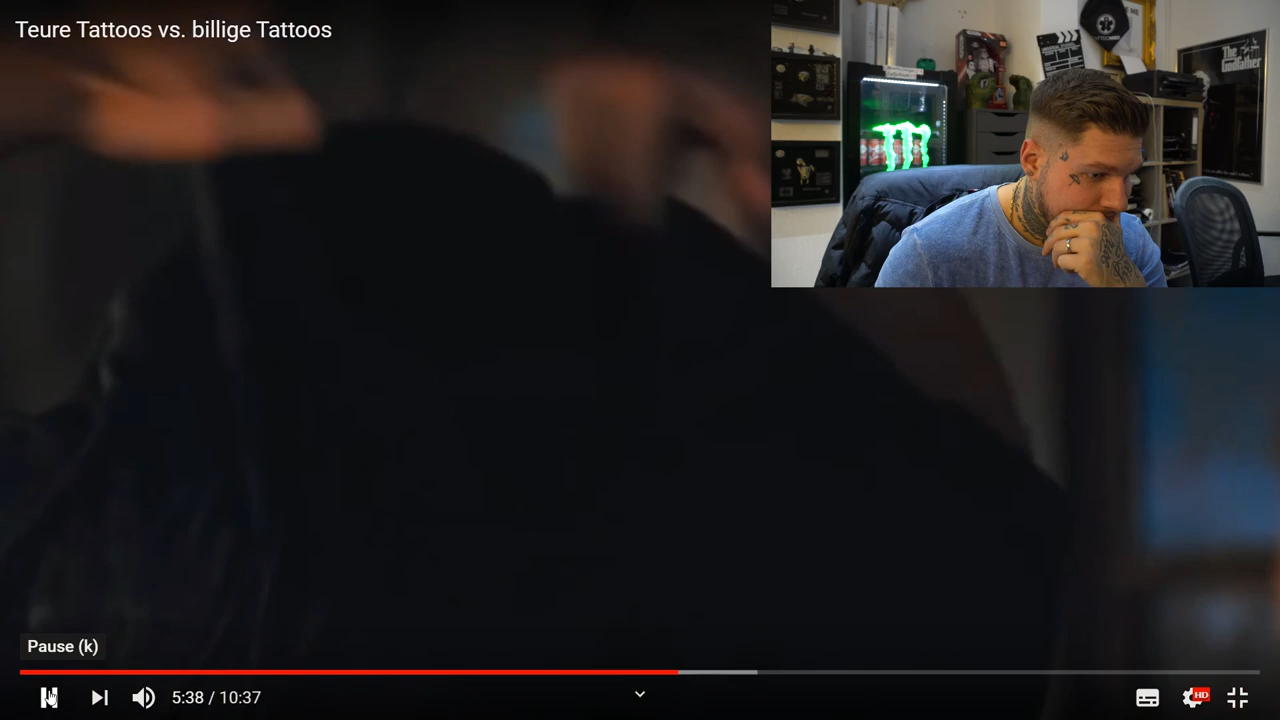 Teure Tattoos vs. billige Tattoos
The
Godfather
Pause (k)
5:38 / 10:37
HD